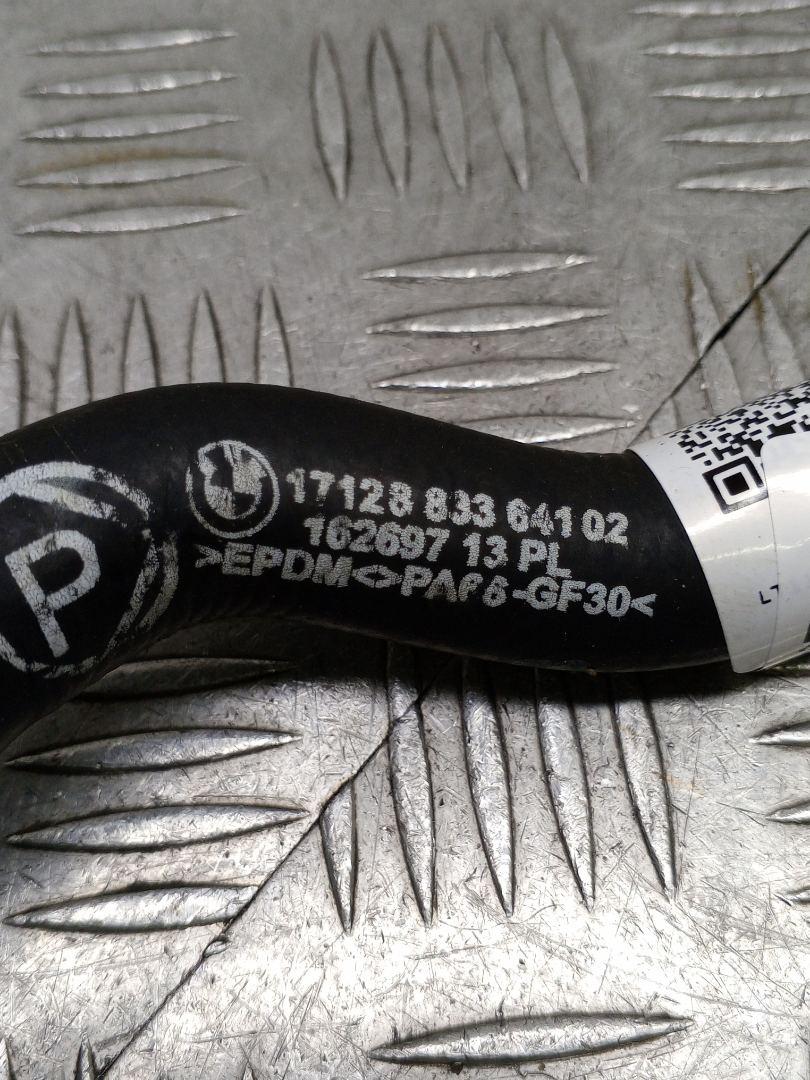 P
17128 833 641 02
162697 13 PL
>EPDM<>PA66-GF30<